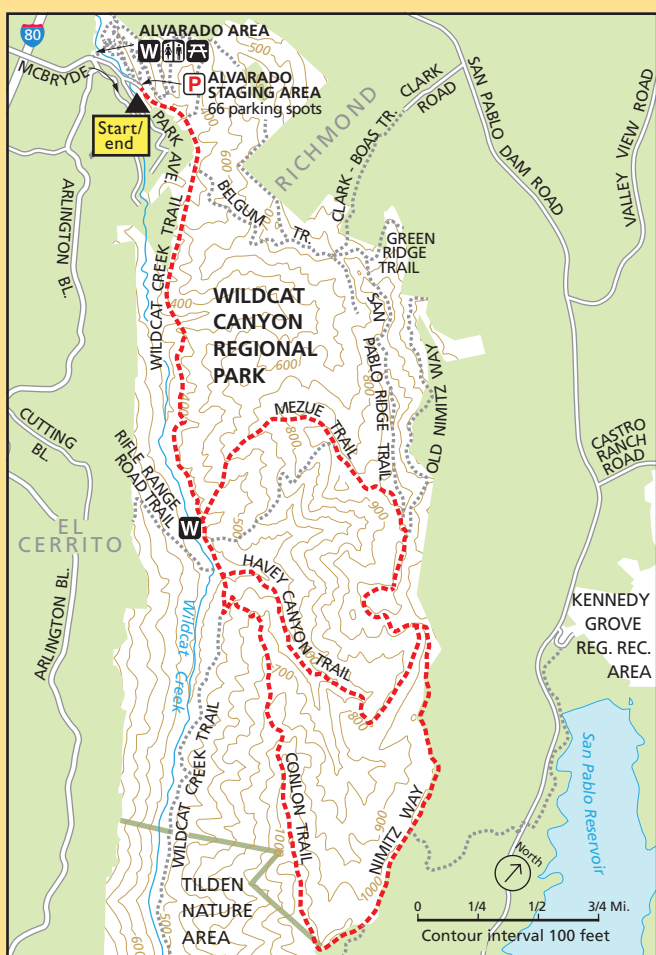 80
ALVARADO AREA
W
MCBRYDE
P
ALVARADO
STAGING AREA
66 parking spots
Start/
end
PARK AVE.
500
600
RICHMOND
CLARK
ROAD
SAN PABLO DAM ROAD
VALLEY VIEW ROAD
ARLINGTON BL.
WILDCAT CREEK TRAIL
BELGUM TR.
CLARK - BOAS TR.
GREEN
RIDGE
TRAIL
400
WILDCAT
CANYON
REGIONAL
PARK
600
SAN PABLO RIDGE TRAIL
800
OLD NIMITZ WAY
400
MEZUE TRAIL
800
900
CUTTING
BL.
RIFLE RANGE
ROAD TRAIL
CASTRO
RANCH
ROAD
W
500
EL
CERRITO
HAVEY CANYON TRAIL
KENNEDY
GROVE
REG. REC.
AREA
ARLINGTON BL.
Wildcat Creek
700
800
WILDCAT CREEK TRAIL
CONLON TRAIL
NIMITZ WAY
San Pablo Reservoir
900
1000
1000
TILDEN
NATURE
AREA
500
600
North
0 1/4 1/2 3/4 Mi.
Contour interval 100 feet